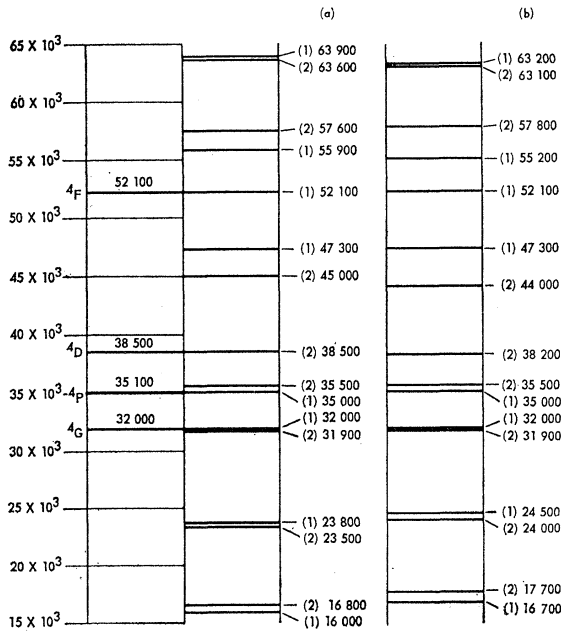 (a) (b)
65 X 10³
(1) 63 900
(2) 63 600
(1) 63 200
(2) 63 100
60 X 10³
(2) 57 600
(2) 57 800
55 X 10³
(1) 55 900
(1) 55 200
⁴F 52 100
(1) 52 100
(1) 52 100
50 X 10³
(1) 47 300
(1) 47 300
45 X 10³
(2) 45 000
(2) 44 000
40 X 10³
⁴D 38 500
(2) 38 500
(2) 38 200
35 X 10³ ⁴P 35 100
(2) 35 500
(1) 35 000
(2) 35 500
(1) 35 000
⁴G 32 000
(1) 32 000
(2) 31 900
(1) 32 000
(2) 31 900
30 X 10³
25 X 10³
(1) 23 800
(2) 23 500
(1) 24 500
(2) 24 000
20 X 10³
(2) 16 800
(1) 16 000
(2) 17 700
(1) 16 700
15 X 10³